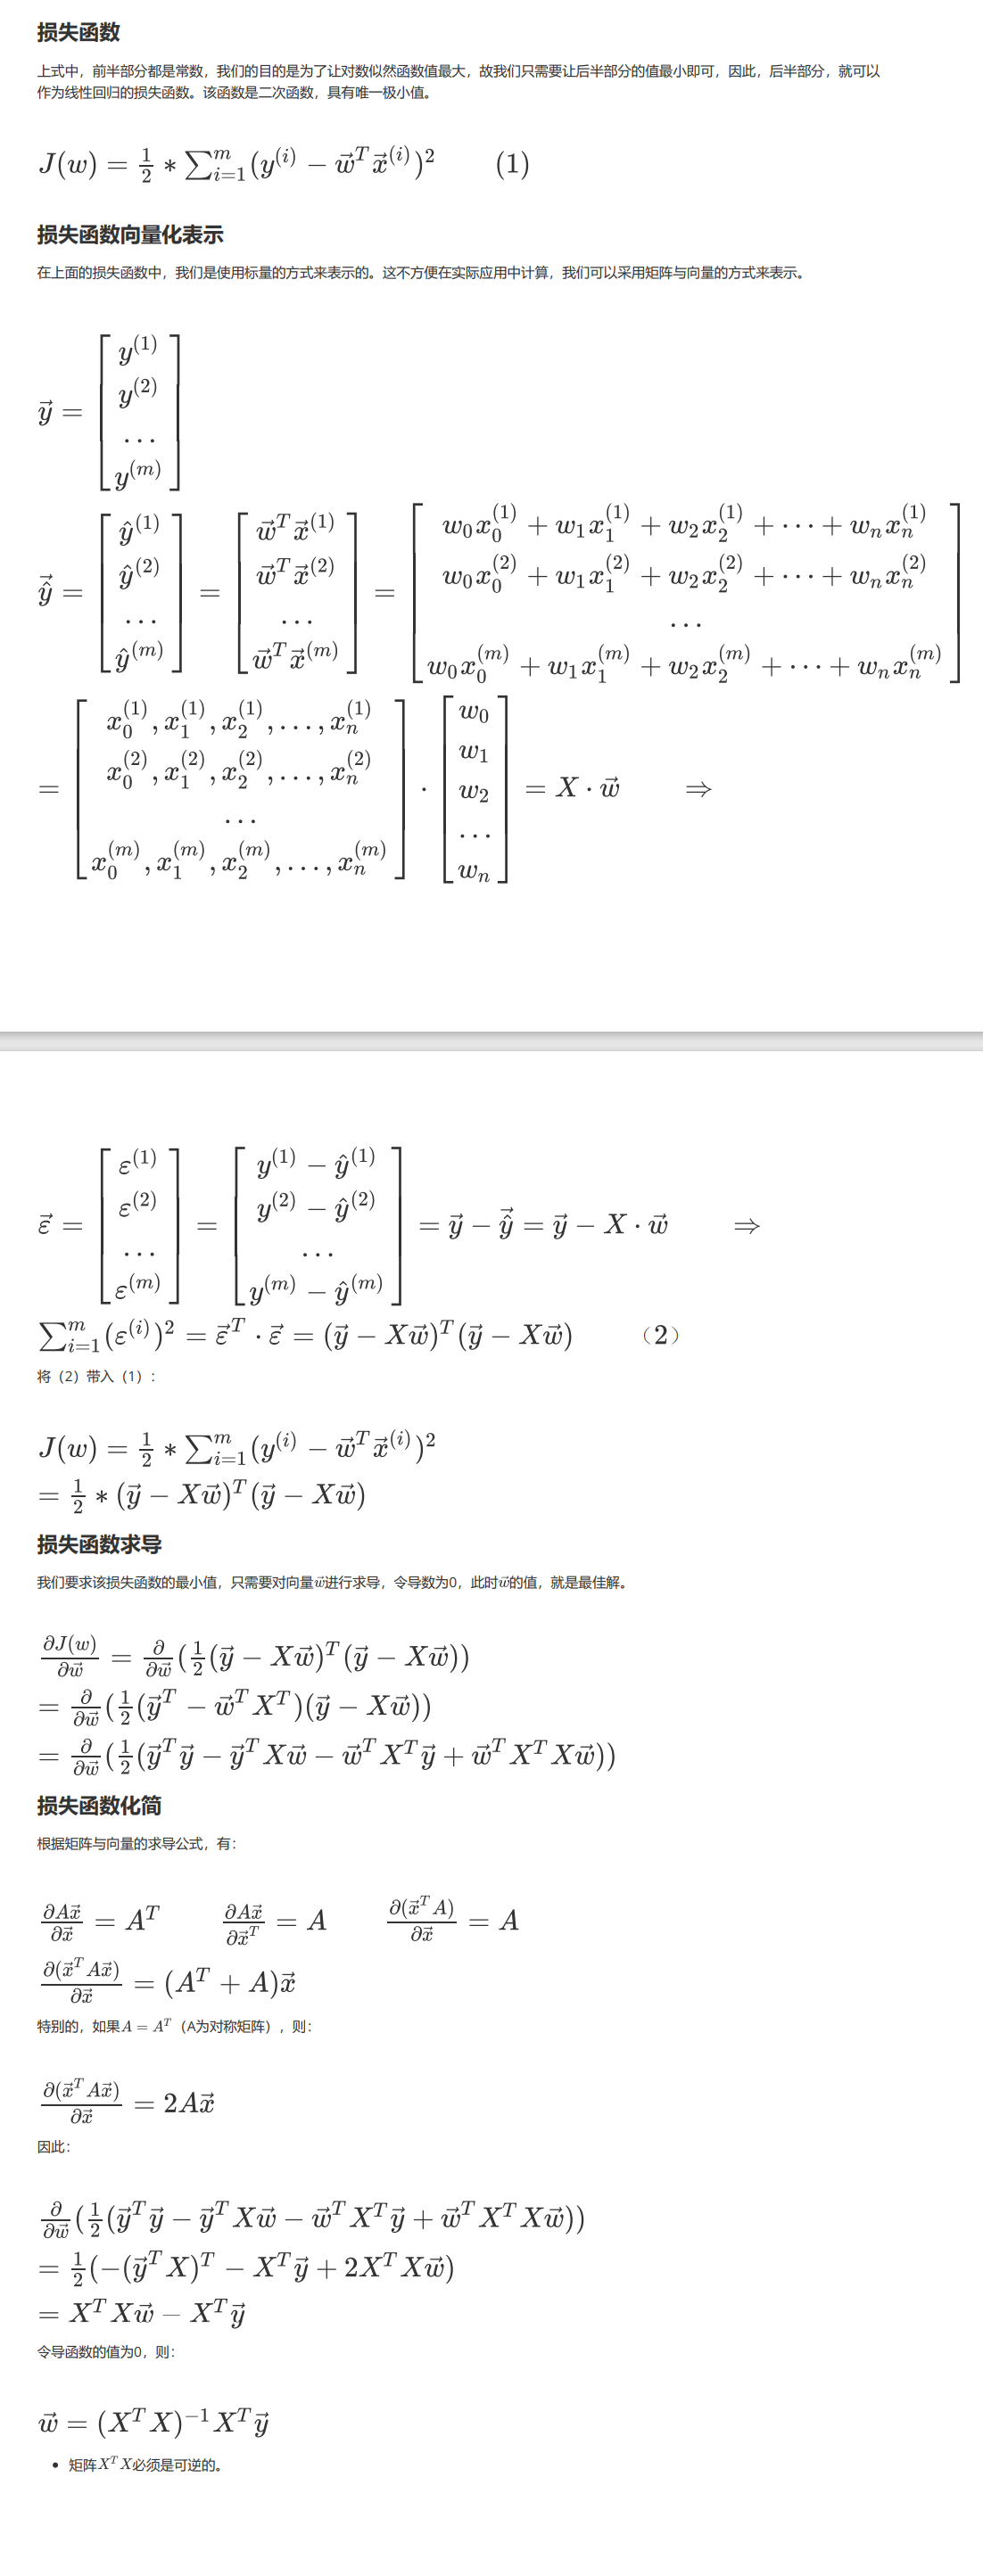 损失函数
上式中，前半部分都是常数，我们的目的是为了让对数似然函数值最大，故我们只需要让后半部分的值最小即可，因此，后半部分，就可以
作为线性回归的损失函数。该函数是二次函数，具有唯一极小值。
$J(w) = \frac{1}{2} * \sum_{i=1}^{m} (y^{(i)} - \vec{w}^T \vec{x}^{(i)})^2 \qquad (1)$
损失函数向量化表示
在上面的损失函数中，我们是使用标量的方式来表示的。这不方便在实际应用中计算，我们可以采用矩阵与向量的方式来表示。
$\vec{y} = \begin{bmatrix} y^{(1)} \\ y^{(2)} \\ \dots \\ y^{(m)} \end{bmatrix}$
$\vec{\hat{y}} = \begin{bmatrix} \hat{y}^{(1)} \\ \hat{y}^{(2)} \\ \dots \\ \hat{y}^{(m)} \end{bmatrix} = \begin{bmatrix} \vec{w}^T \vec{x}^{(1)} \\ \vec{w}^T \vec{x}^{(2)} \\ \dots \\ \vec{w}^T \vec{x}^{(m)} \end{bmatrix} = \begin{bmatrix} w_0 x_0^{(1)} + w_1 x_1^{(1)} + w_2 x_2^{(1)} + \cdots + w_n x_n^{(1)} \\ w_0 x_0^{(2)} + w_1 x_1^{(2)} + w_2 x_2^{(2)} + \cdots + w_n x_n^{(2)} \\ \dots \\ w_0 x_0^{(m)} + w_1 x_1^{(m)} + w_2 x_2^{(m)} + \cdots + w_n x_n^{(m)} \end{bmatrix}$
$= \begin{bmatrix} x_0^{(1)}, x_1^{(1)}, x_2^{(1)}, \dots, x_n^{(1)} \\ x_0^{(2)}, x_1^{(2)}, x_2^{(2)}, \dots, x_n^{(2)} \\ \dots \\ x_0^{(m)}, x_1^{(m)}, x_2^{(m)}, \dots, x_n^{(m)} \end{bmatrix} \cdot \begin{bmatrix} w_0 \\ w_1 \\ w_2 \\ \dots \\ w_n \end{bmatrix} = X \cdot \vec{w} \qquad \Rightarrow$
$\vec{\varepsilon} = \begin{bmatrix} \varepsilon^{(1)} \\ \varepsilon^{(2)} \\ \dots \\ \varepsilon^{(m)} \end{bmatrix} = \begin{bmatrix} y^{(1)} - \hat{y}^{(1)} \\ y^{(2)} - \hat{y}^{(2)} \\ \dots \\ y^{(m)} - \hat{y}^{(m)} \end{bmatrix} = \vec{y} - \vec{\hat{y}} = \vec{y} - X \cdot \vec{w} \qquad \Rightarrow$
$\sum_{i=1}^{m} (\varepsilon^{(i)})^2 = \vec{\varepsilon}^T \cdot \vec{\varepsilon} = (\vec{y} - X\vec{w})^T (\vec{y} - X\vec{w}) \qquad （2）$
将（2）带入（1）：
$J(w) = \frac{1}{2} * \sum_{i=1}^{m} (y^{(i)} - \vec{w}^T \vec{x}^{(i)})^2$
$= \frac{1}{2} * (\vec{y} - X\vec{w})^T (\vec{y} - X\vec{w})$
损失函数求导
我们要求该损失函数的最小值，只需要对向量$\vec{w}$进行求导，令导数为0，此时$\vec{w}$的值，就是最佳解。
$\frac{\partial J(w)}{\partial \vec{w}} = \frac{\partial}{\partial \vec{w}} (\frac{1}{2} (\vec{y} - X\vec{w})^T (\vec{y} - X\vec{w}))$
$= \frac{\partial}{\partial \vec{w}} (\frac{1}{2} (\vec{y}^T - \vec{w}^T X^T)(\vec{y} - X\vec{w}))$
$= \frac{\partial}{\partial \vec{w}} (\frac{1}{2} (\vec{y}^T \vec{y} - \vec{y}^T X\vec{w} - \vec{w}^T X^T \vec{y} + \vec{w}^T X^T X\vec{w}))$
损失函数化简
根据矩阵与向量的求导公式，有：
$\frac{\partial A\vec{x}}{\partial \vec{x}} = A^T \qquad \frac{\partial A\vec{x}}{\partial \vec{x}^T} = A \qquad \frac{\partial (\vec{x}^T A)}{\partial \vec{x}} = A$
$\frac{\partial (\vec{x}^T A\vec{x})}{\partial \vec{x}} = (A^T + A)\vec{x}$
特别的，如果$A = A^T$（A为对称矩阵），则：
$\frac{\partial (\vec{x}^T A\vec{x})}{\partial \vec{x}} = 2A\vec{x}$
因此：
$\frac{\partial}{\partial \vec{w}} (\frac{1}{2} (\vec{y}^T \vec{y} - \vec{y}^T X\vec{w} - \vec{w}^T X^T \vec{y} + \vec{w}^T X^T X\vec{w}))$
$= \frac{1}{2} (-(\vec{y}^T X)^T - X^T \vec{y} + 2X^T X\vec{w})$
$= X^T X\vec{w} - X^T \vec{y}$
令导函数的值为0，则：
$\vec{w} = (X^T X)^{-1} X^T \vec{y}$
• 矩阵$X^T X$必须是可逆的。